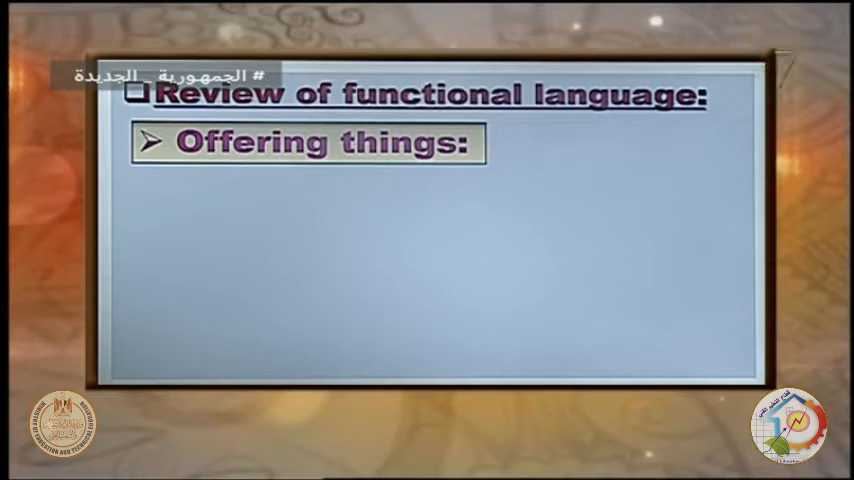 # الجمهورية _ الجديدة
Review of functional language:
Offering things: